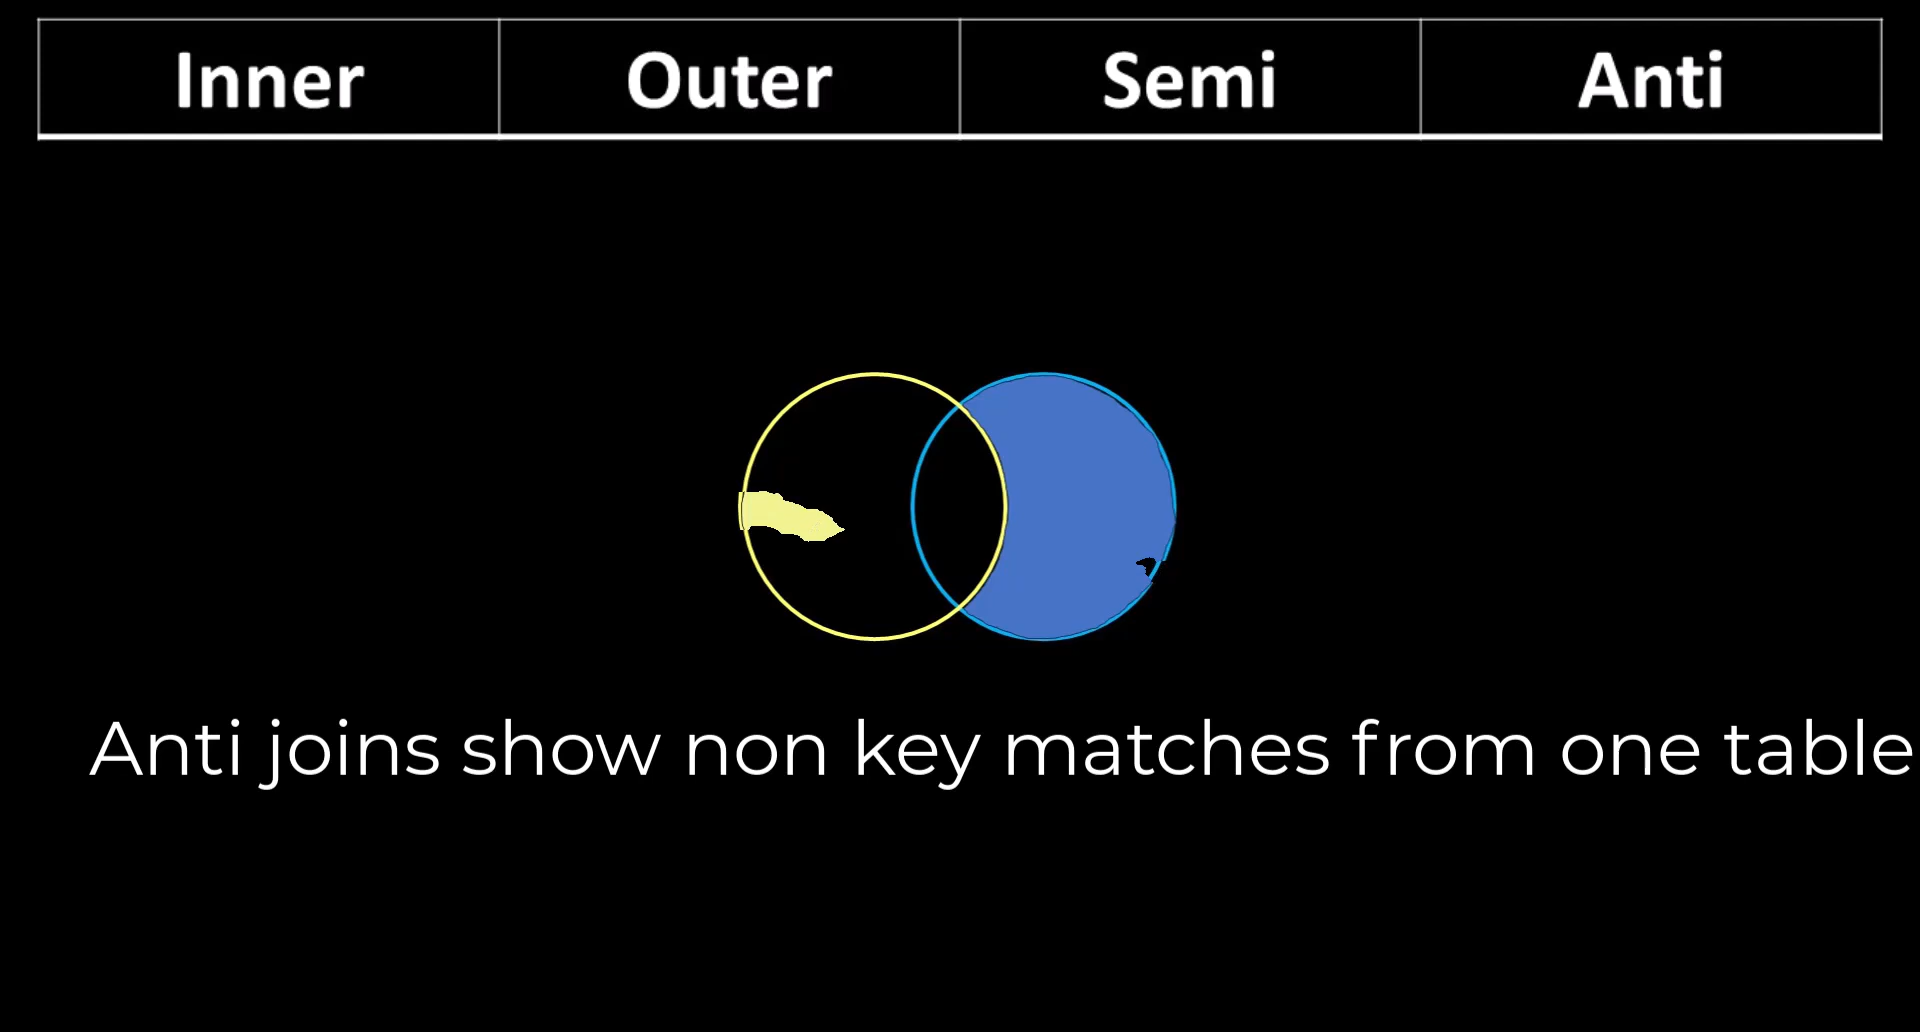 Inner Outer Semi Anti
Anti joins show non key matches from one table